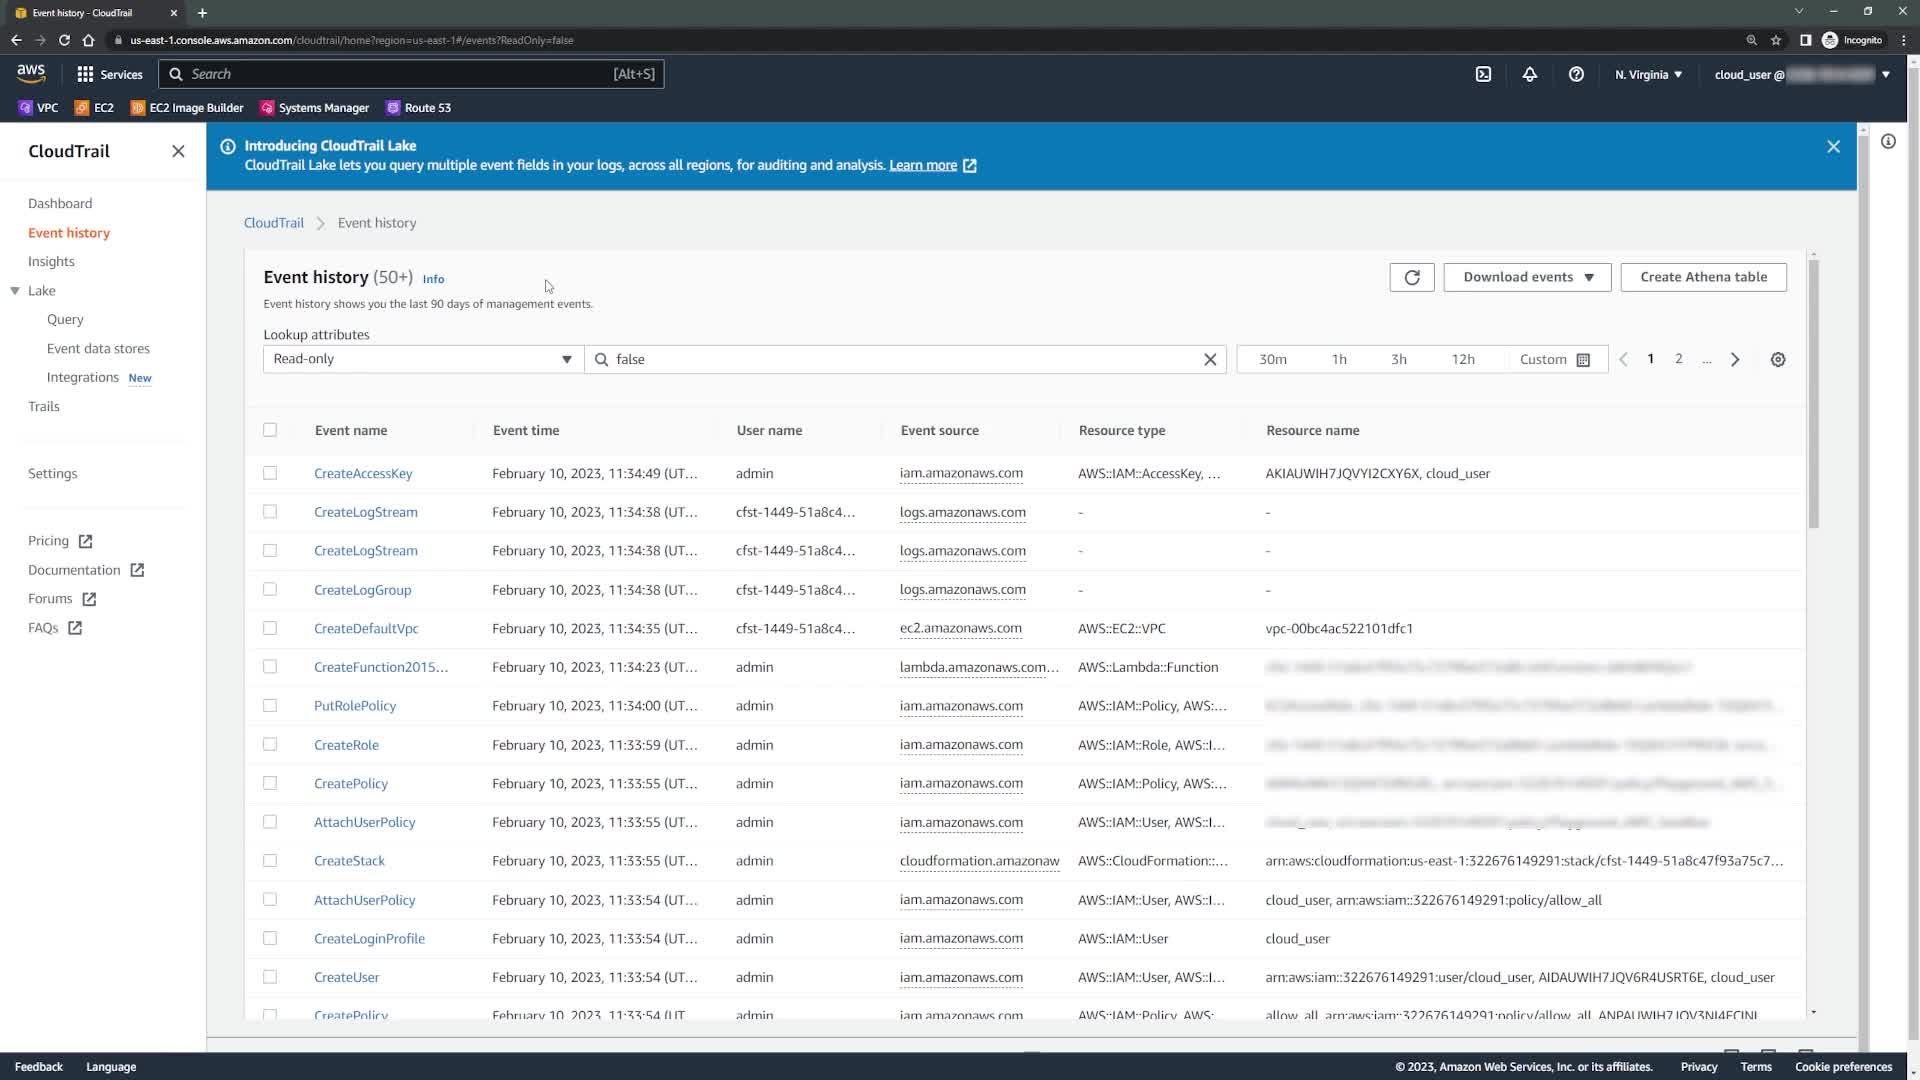 Event history - CloudTrail
us-east-1.console.aws.amazon.com/cloudtrail/home?region=us-east-1#/events?ReadOnly=false
Incognito
aws
Services
Search
[Alt+S]
N. Virginia
cloud_user @
VPC
EC2
EC2 Image Builder
Systems Manager
Route 53
CloudTrail
Dashboard
Event history
Insights
Lake
Query
Event data stores
Integrations New
Trails
Settings
Pricing
Documentation
Forums
FAQs
Introducing CloudTrail Lake
CloudTrail Lake lets you query multiple event fields in your logs, across all regions, for auditing and analysis. Learn more
CloudTrail > Event history
Event history (50+) Info
Event history shows you the last 90 days of management events.
Download events
Create Athena table
Lookup attributes
Read-only
false
30m 1h 3h 12h Custom
1 2 ...
Event name Event time User name Event source Resource type Resource name
CreateAccessKey February 10, 2023, 11:34:49 (UT... admin iam.amazonaws.com AWS::IAM::AccessKey, ... AKIAUWIH7JQVYI2CXY6X, cloud_user
CreateLogStream February 10, 2023, 11:34:38 (UT... cfst-1449-51a8c4... logs.amazonaws.com - -
CreateLogStream February 10, 2023, 11:34:38 (UT... cfst-1449-51a8c4... logs.amazonaws.com - -
CreateLogGroup February 10, 2023, 11:34:38 (UT... cfst-1449-51a8c4... logs.amazonaws.com - -
CreateDefaultVpc February 10, 2023, 11:34:35 (UT... cfst-1449-51a8c4... ec2.amazonaws.com AWS::EC2::VPC vpc-00bc4ac522101dfc1
CreateFunction2015... February 10, 2023, 11:34:23 (UT... admin lambda.amazonaws.com... AWS::Lambda::Function
PutRolePolicy February 10, 2023, 11:34:00 (UT... admin iam.amazonaws.com AWS::IAM::Policy, AWS:...
CreateRole February 10, 2023, 11:33:59 (UT... admin iam.amazonaws.com AWS::IAM::Role, AWS::I...
CreatePolicy February 10, 2023, 11:33:55 (UT... admin iam.amazonaws.com AWS::IAM::Policy, AWS:...
AttachUserPolicy February 10, 2023, 11:33:55 (UT... admin iam.amazonaws.com AWS::IAM::User, AWS::I...
CreateStack February 10, 2023, 11:33:55 (UT... admin cloudformation.amazonaw AWS::CloudFormation::... arn:aws:cloudformation:us-east-1:322676149291:stack/cfst-1449-51a8c47f93a75c7...
AttachUserPolicy February 10, 2023, 11:33:54 (UT... admin iam.amazonaws.com AWS::IAM::User, AWS::I... cloud_user, arn:aws:iam::322676149291:policy/allow_all
CreateLoginProfile February 10, 2023, 11:33:54 (UT... admin iam.amazonaws.com AWS::IAM::User cloud_user
CreateUser February 10, 2023, 11:33:54 (UT... admin iam.amazonaws.com AWS::IAM::User, AWS::I... arn:aws:iam::322676149291:user/cloud_user, AIDAUWIH7JQV6R4USRT6E, cloud_user
CreatePolicy February 10, 2023, 11:33:54 (UT admin iam.amazonaws.com AWS::IAM::Policy, AWS: allow_all, arn:aws:iam::322676149291:policy/allow_all, ANPAUWIH7JQV3NI4FCINL
Feedback
Language
© 2023, Amazon Web Services, Inc. or its affiliates.
Privacy
Terms
Cookie preferences